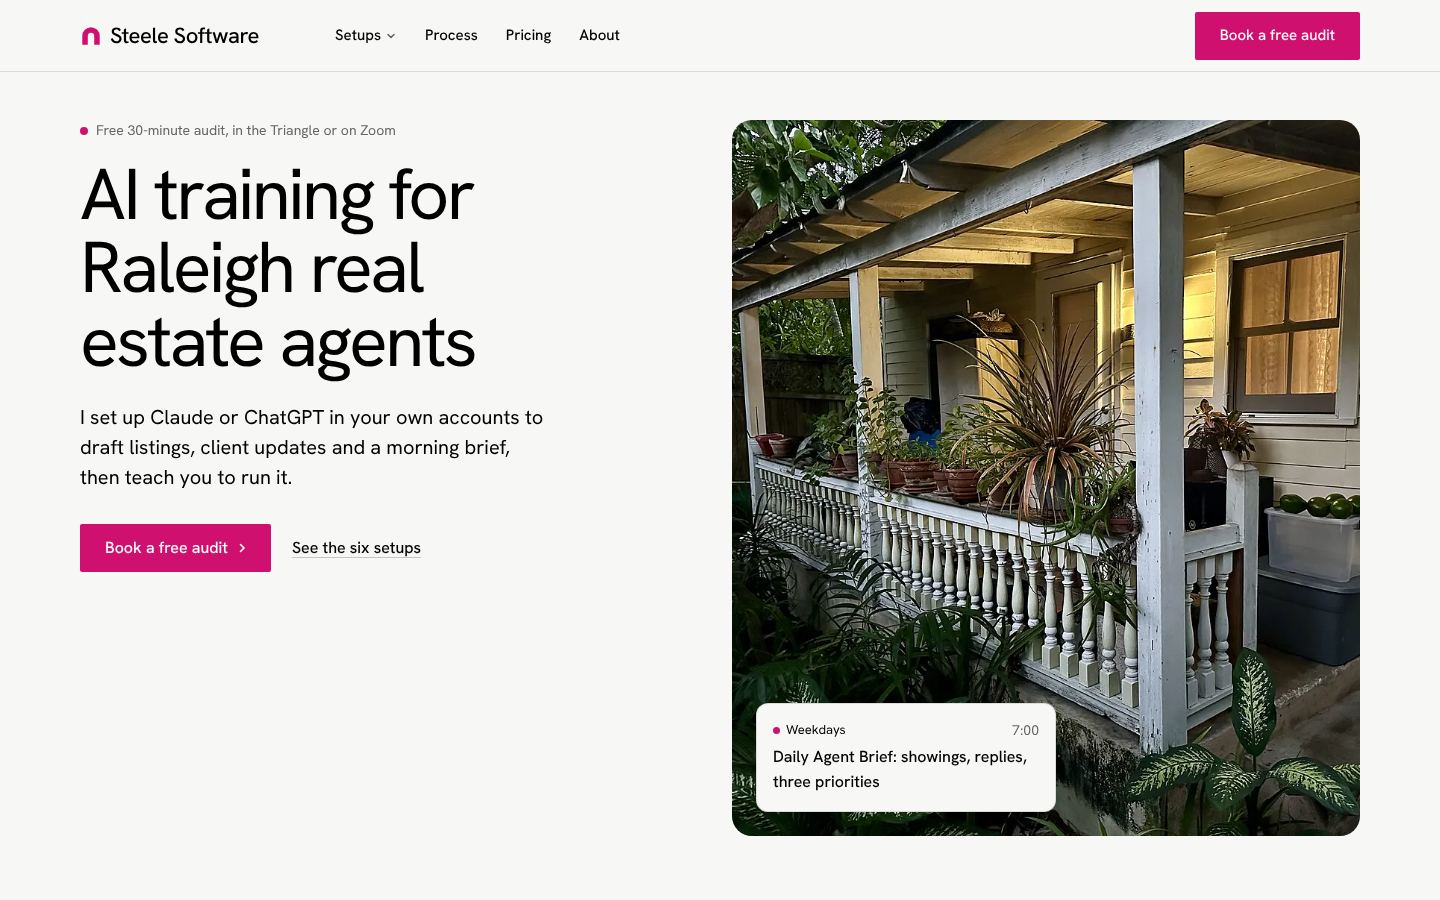 Steele Software
Setups
Process
Pricing
About
Book a free audit
Free 30-minute audit, in the Triangle or on Zoom
AI training for
Raleigh real
estate agents
I set up Claude or ChatGPT in your own accounts to
draft listings, client updates and a morning brief,
then teach you to run it.
Book a free audit
See the six setups
Weekdays
7:00
Daily Agent Brief: showings, replies,
three priorities